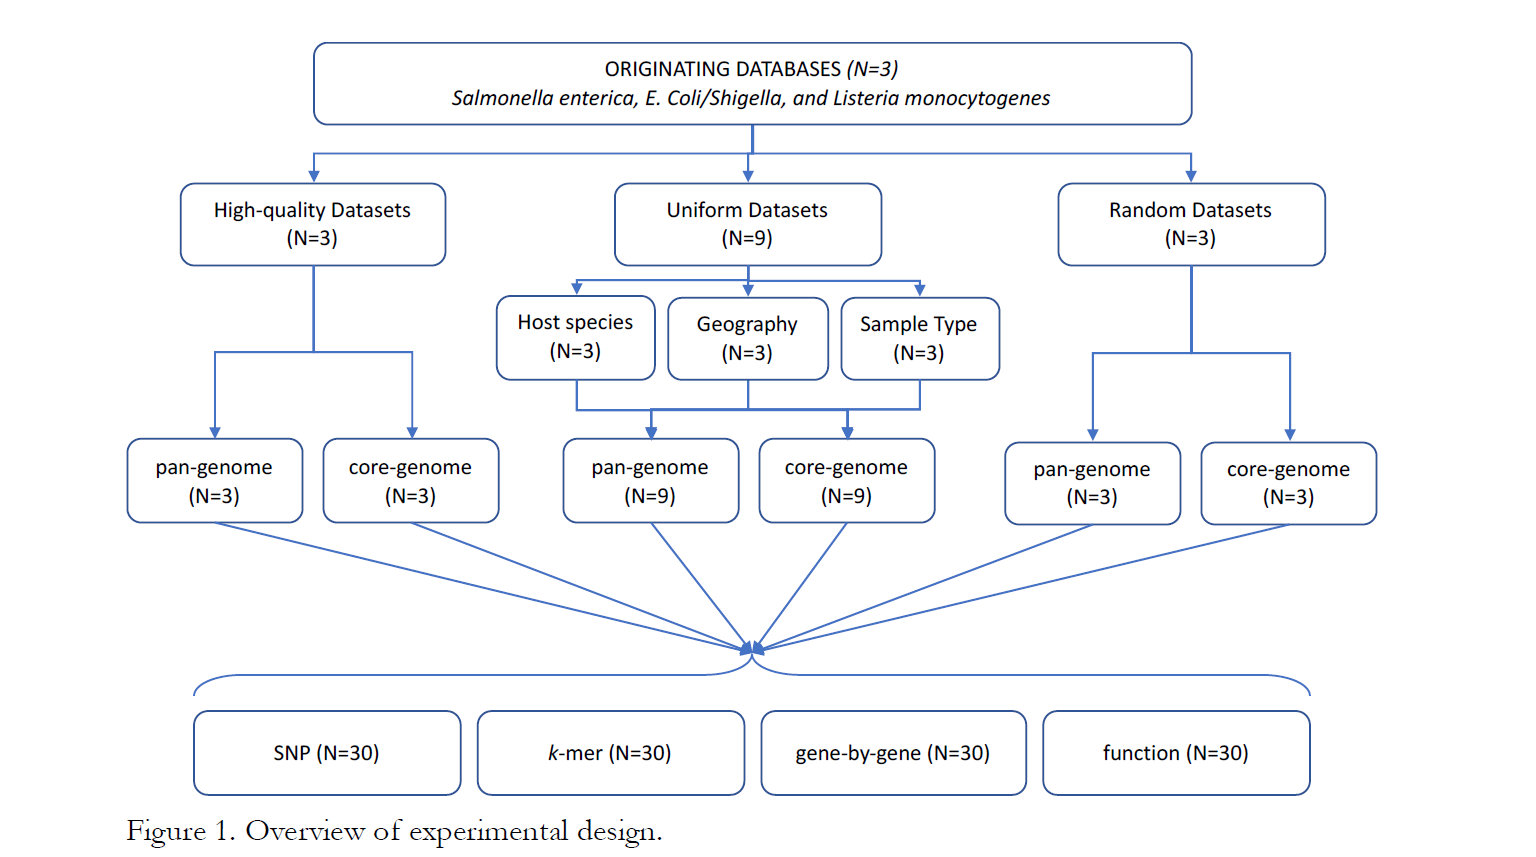 ORIGINATING DATABASES (N=3)
Salmonella enterica, E. Coli/Shigella, and Listeria monocytogenes
High-quality Datasets
(N=3)
Uniform Datasets
(N=9)
Random Datasets
(N=3)
Host species
(N=3)
Geography
(N=3)
Sample Type
(N=3)
pan-genome
(N=3)
core-genome
(N=3)
pan-genome
(N=9)
core-genome
(N=9)
pan-genome
(N=3)
core-genome
(N=3)
SNP (N=30)
k-mer (N=30)
gene-by-gene (N=30)
function (N=30)
Figure 1. Overview of experimental design.